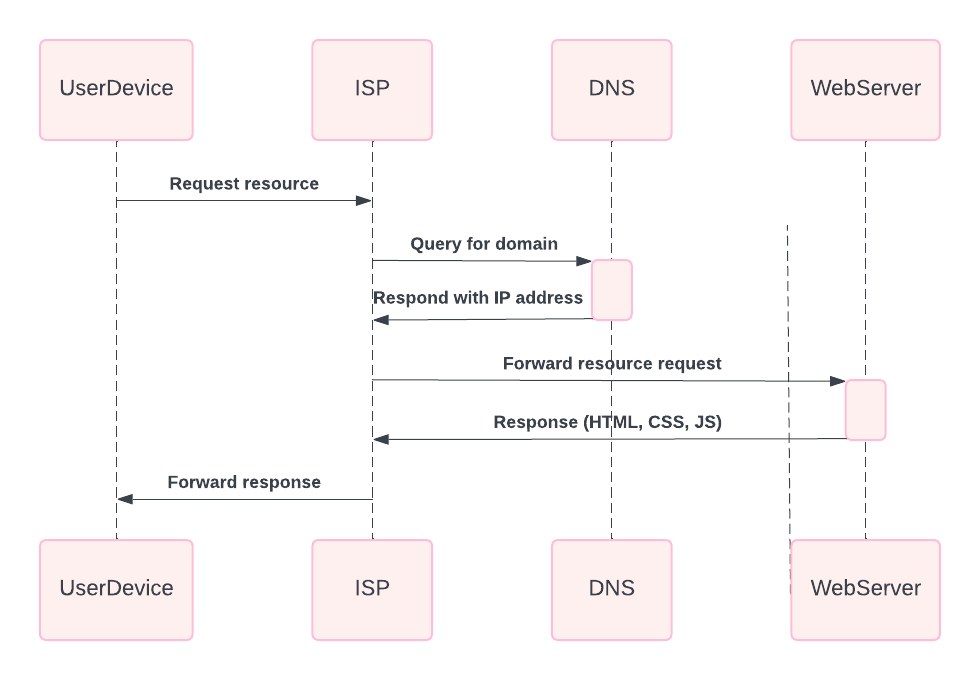 UserDevice
ISP
DNS
WebServer
Request resource
Query for domain
Respond with IP address
Forward resource request
Response (HTML, CSS, JS)
Forward response
UserDevice
ISP
DNS
WebServer